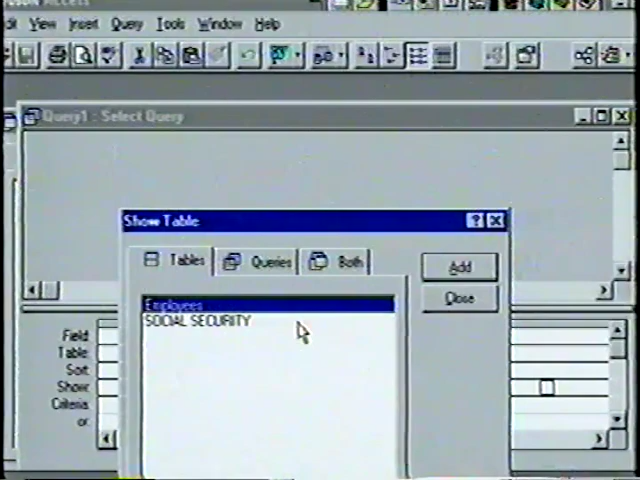 Access
View Insert Query Tools Window Help
Query1 : Select Query
Show Table
Tables Queries Both
Add
Close
Employees
SOCIAL SECURITY
Field:
Table:
Sort:
Show:
Criteria:
or: